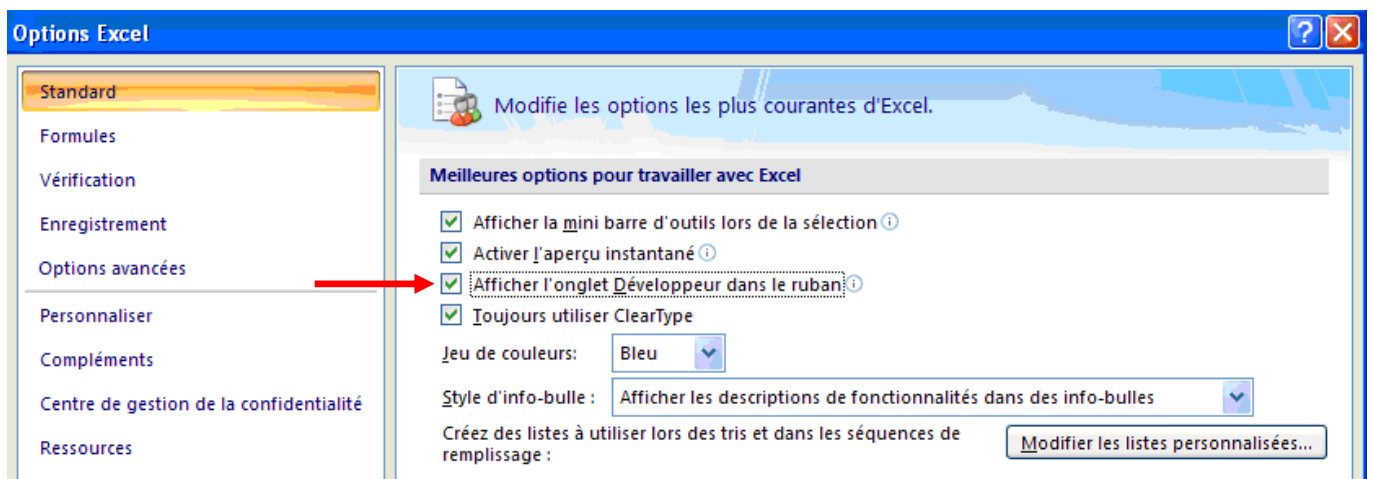 Options Excel
Standard
Formules
Vérification
Enregistrement
Options avancées
Personnaliser
Compléments
Centre de gestion de la confidentialité
Ressources
Modifie les options les plus courantes d'Excel.
Meilleures options pour travailler avec Excel
Afficher la mini barre d'outils lors de la sélection
Activer l'aperçu instantané
Afficher l'onglet Développeur dans le ruban
Toujours utiliser ClearType
Jeu de couleurs: Bleu
Style d'info-bulle : Afficher les descriptions de fonctionnalités dans des info-bulles
Créez des listes à utiliser lors des tris et dans les séquences de
remplissage :
Modifier les listes personnalisées...